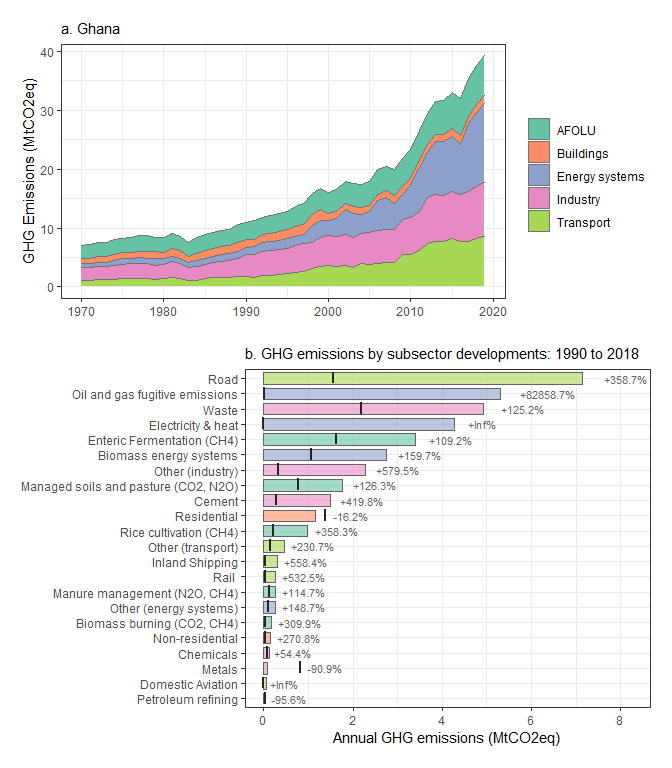 a. Ghana
GHG Emissions (MtCO2eq)
40
30
20
10
0
1970 1980 1990 2000 2010 2020
AFOLU
Buildings
Energy systems
Industry
Transport
b. GHG emissions by subsector developments: 1990 to 2018
Road +358.7%
Oil and gas fugitive emissions +82858.7%
Waste +125.2%
Electricity & heat +Inf%
Enteric Fermentation (CH4) +109.2%
Biomass energy systems +159.7%
Other (industry) +579.5%
Managed soils and pasture (CO2, N2O) +126.3%
Cement +419.8%
Residential -16.2%
Rice cultivation (CH4) +358.3%
Other (transport) +230.7%
Inland Shipping +558.4%
Rail +532.5%
Manure management (N2O, CH4) +114.7%
Other (energy systems) +148.7%
Biomass burning (CO2, CH4) +309.9%
Non-residential +270.8%
Chemicals +54.4%
Metals -90.9%
Domestic Aviation +Inf%
Petroleum refining -95.6%
0 2 4 6 8
Annual GHG emissions (MtCO2eq)